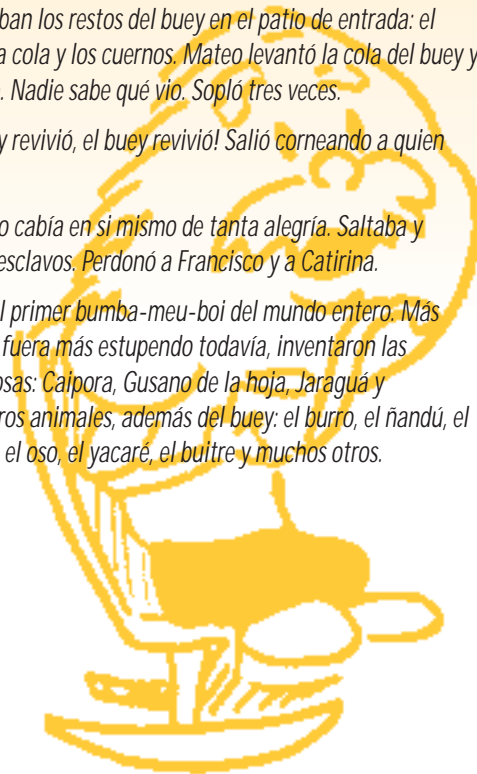 ban los restos del buey en el patio de entrada: el
a cola y los cuernos. Mateo levantó la cola del buey y
. Nadie sabe qué vio. Sopló tres veces.
y revivió, el buey revivió! Salió corneando a quien
o cabía en si mismo de tanta alegría. Saltaba y
esclavos. Perdonó a Francisco y a Catirina.
l primer bumba-meu-boi del mundo entero. Más
fuera más estupendo todavía, inventaron las
osas: Caipora, Gusano de la hoja, Jaraguá y
ros animales, además del buey: el burro, el ñandú, el
el oso, el yacaré, el buitre y muchos otros.